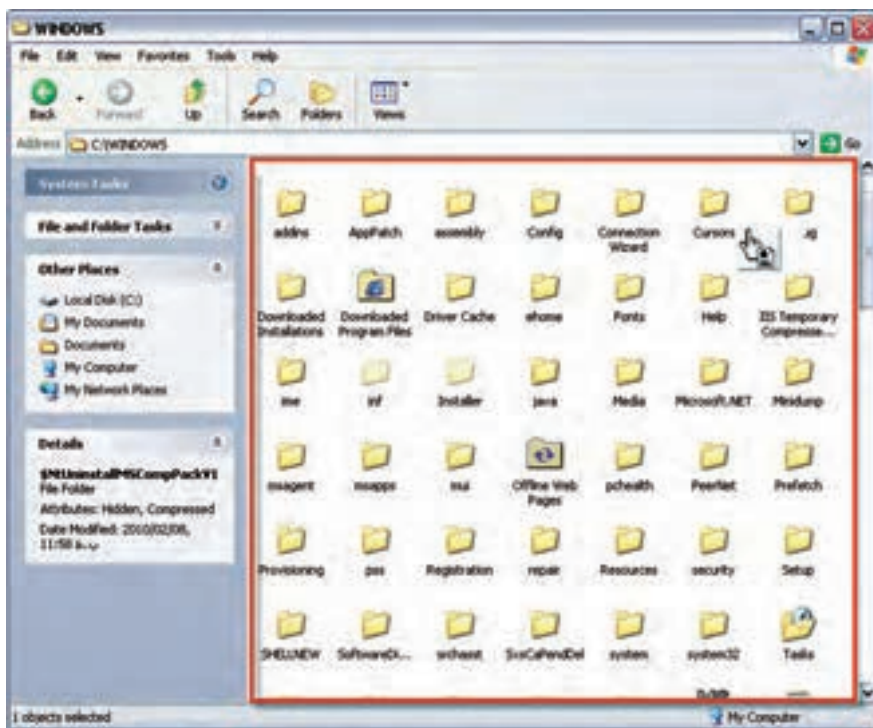 WINDOWS
File Edit View Favorites Tools Help
Back Forward Up Search Folders Views
Address C:\WINDOWS Go
System Tasks
File and Folder Tasks
Other Places
Local Disk (C:)
My Documents
Documents
My Computer
My Network Places
Details
$NtUninstallMSCompPackV1
File Folder
Attributes: Hidden, Compressed
Date Modified: 2010/02/08,
11:58 ب.ظ
addins AppPatch assembly Config Connection Wizard Cursors ug
Downloaded Installations Downloaded Program Files Driver Cache ehome Fonts Help IIS Temporary Compresse...
ime inf Installer java Media Microsoft.NET Minidump
msagent msapps mui Offline Web Pages pchealth PeerNet Prefetch
Provisioning pss Registration repair Resources security Setup
SHELLNEW SoftwareDi... srchasst SxsCaPendDel system system32 Tasks
1 objects selected My Computer